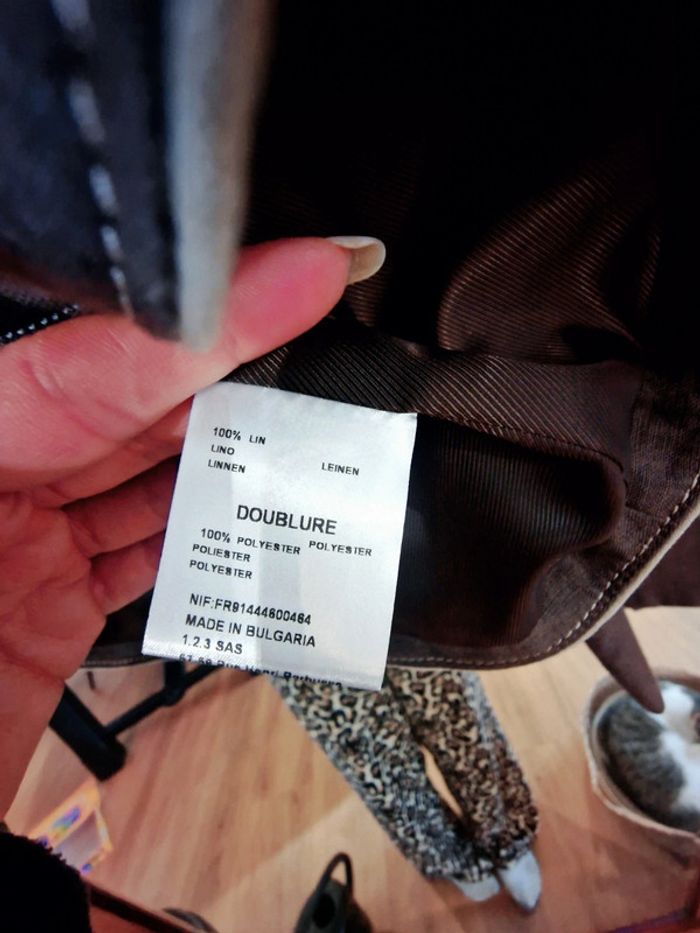 100% LIN
LINO
LINNEN LEINEN
DOUBLURE
100% POLYESTER POLYESTER
POLIESTER
POLYESTER
NIF:FR91444600464
MADE IN BULGARIA
1.2.3 SAS